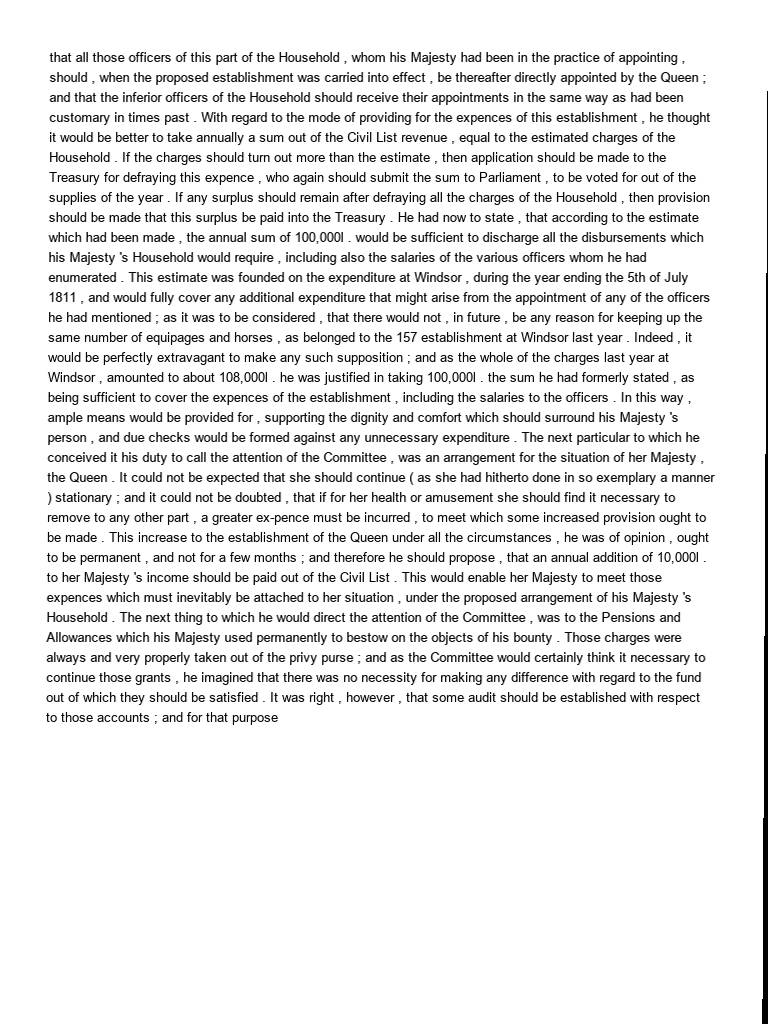 that all those officers of this part of the Household , whom his Majesty had been in the practice of appointing ,
should , when the proposed establishment was carried into effect , be thereafter directly appointed by the Queen ;
and that the inferior officers of the Household should receive their appointments in the same way as had been
customary in times past . With regard to the mode of providing for the expences of this establishment , he thought
it would be better to take annually a sum out of the Civil List revenue , equal to the estimated charges of the
Household . If the charges should turn out more than the estimate , then application should be made to the
Treasury for defraying this expence , who again should submit the sum to Parliament , to be voted for out of the
supplies of the year . If any surplus should remain after defraying all the charges of the Household , then provision
should be made that this surplus be paid into the Treasury . He had now to state , that according to the estimate
which had been made , the annual sum of 100,000l . would be sufficient to discharge all the disbursements which
his Majesty 's Household would require , including also the salaries of the various officers whom he had
enumerated . This estimate was founded on the expenditure at Windsor , during the year ending the 5th of July
1811 , and would fully cover any additional expenditure that might arise from the appointment of any of the officers
he had mentioned ; as it was to be considered , that there would not , in future , be any reason for keeping up the
same number of equipages and horses , as belonged to the 157 establishment at Windsor last year . Indeed , it
would be perfectly extravagant to make any such supposition ; and as the whole of the charges last year at
Windsor , amounted to about 108,000l . he was justified in taking 100,000l . the sum he had formerly stated , as
being sufficient to cover the expences of the establishment , including the salaries to the officers . In this way ,
ample means would be provided for , supporting the dignity and comfort which should surround his Majesty 's
person , and due checks would be formed against any unnecessary expenditure . The next particular to which he
conceived it his duty to call the attention of the Committee , was an arrangement for the situation of her Majesty ,
the Queen . It could not be expected that she should continue ( as she had hitherto done in so exemplary a manner
) stationary ; and it could not be doubted , that if for her health or amusement she should find it necessary to
remove to any other part , a greater ex-pence must be incurred , to meet which some increased provision ought to
be made . This increase to the establishment of the Queen under all the circumstances , he was of opinion , ought
to be permanent , and not for a few months ; and therefore he should propose , that an annual addition of 10,000l .
to her Majesty 's income should be paid out of the Civil List . This would enable her Majesty to meet those
expences which must inevitably be attached to her situation , under the proposed arrangement of his Majesty 's
Household . The next thing to which he would direct the attention of the Committee , was to the Pensions and
Allowances which his Majesty used permanently to bestow on the objects of his bounty . Those charges were
always and very properly taken out of the privy purse ; and as the Committee would certainly think it necessary to
continue those grants , he imagined that there was no necessity for making any difference with regard to the fund
out of which they should be satisfied . It was right , however , that some audit should be established with respect
to those accounts ; and for that purpose